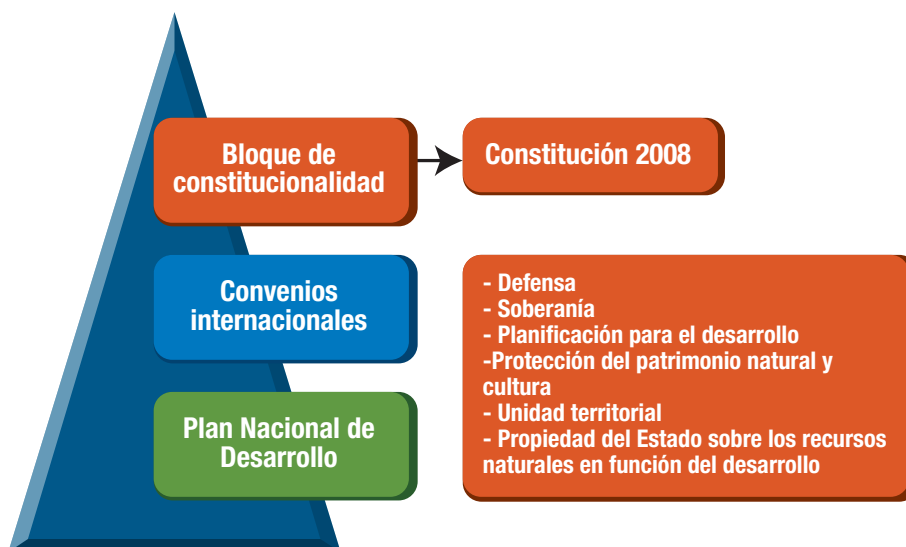 Bloque de
constitucionalidad
Constitución 2008
Convenios
internacionales
Plan Nacional de
Desarrollo
- Defensa
- Soberanía
- Planificación para el desarrollo
-Protección del patrimonio natural y
cultura
- Unidad territorial
- Propiedad del Estado sobre los recursos
naturales en función del desarrollo